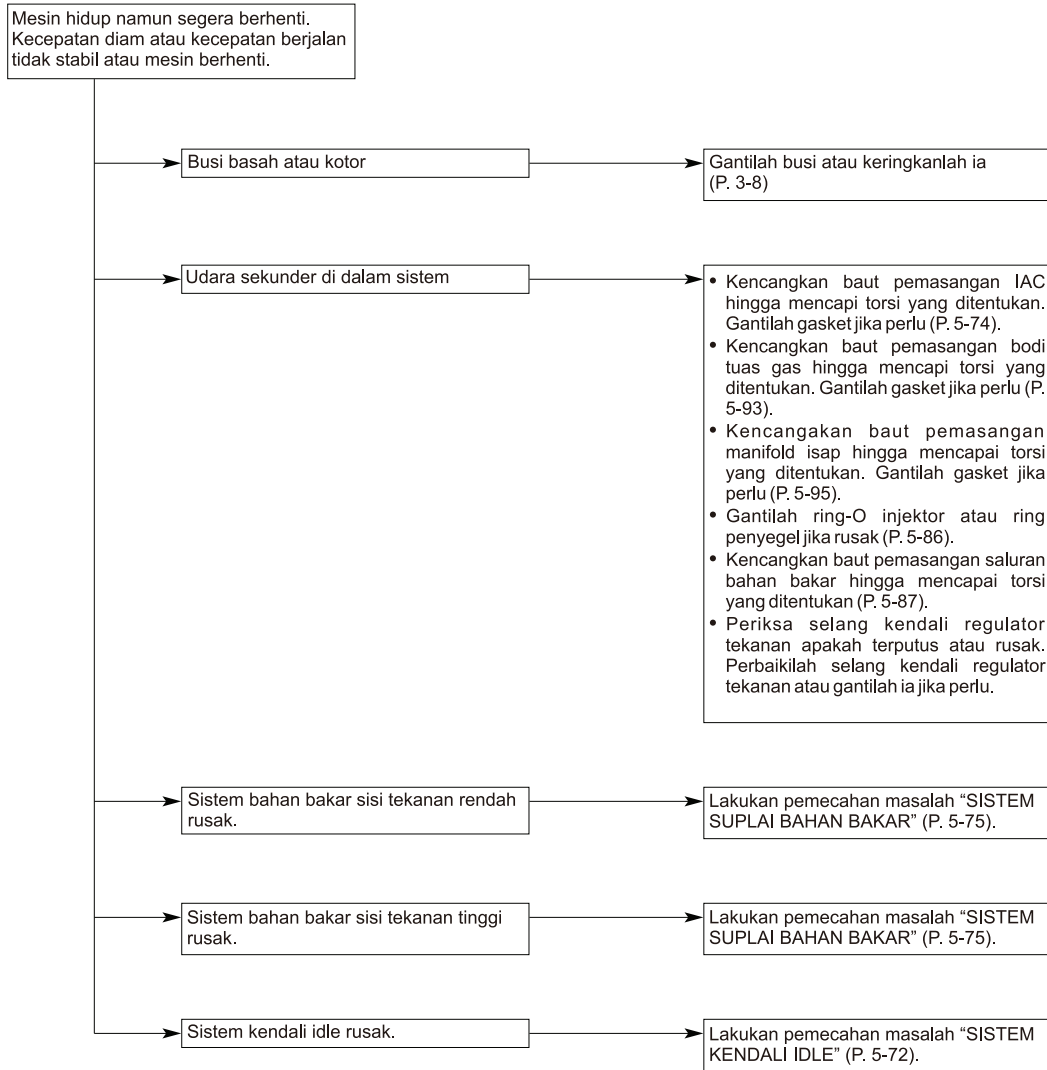 Mesin hidup namun segera berhenti.
Kecepatan diam atau kecepatan berjalan
tidak stabil atau mesin berhenti.
Busi basah atau kotor
Gantilah busi atau keringkanlah ia
(P. 3-8)
Udara sekunder di dalam sistem
• Kencangkan baut pemasangan IAC
hingga mencapi torsi yang ditentukan.
Gantilah gasket jika perlu (P. 5-74).
• Kencangkan baut pemasangan bodi
tuas gas hingga mencapi torsi yang
ditentukan. Gantilah gasket jika perlu (P.
5-93).
• Kencangakan baut pemasangan
manifold isap hingga mencapai torsi
yang ditentukan. Gantilah gasket jika
perlu (P. 5-95).
• Gantilah ring-O injektor atau ring
penyegel jika rusak (P. 5-86).
• Kencangkan baut pemasangan saluran
bahan bakar hingga mencapai torsi
yang ditentukan (P. 5-87).
• Periksa selang kendali regulator
tekanan apakah terputus atau rusak.
Perbaikilah selang kendali regulator
tekanan atau gantilah ia jika perlu.
Sistem bahan bakar sisi tekanan rendah
rusak.
Lakukan pemecahan masalah “SISTEM
SUPLAI BAHAN BAKAR” (P. 5-75).
Sistem bahan bakar sisi tekanan tinggi
rusak.
Lakukan pemecahan masalah “SISTEM
SUPLAI BAHAN BAKAR” (P. 5-75).
Sistem kendali idle rusak.
Lakukan pemecahan masalah “SISTEM
KENDALI IDLE” (P. 5-72).